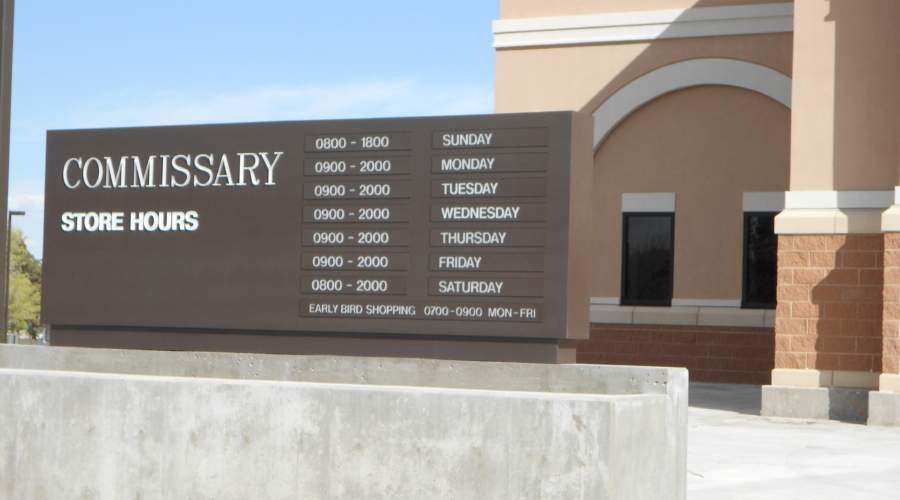 COMMISSARY
STORE HOURS
0800 - 1800 SUNDAY
0900 - 2000 MONDAY
0900 - 2000 TUESDAY
0900 - 2000 WEDNESDAY
0900 - 2000 THURSDAY
0900 - 2000 FRIDAY
0800 - 2000 SATURDAY
EARLY BIRD SHOPPING 0700-0900 MON-FRI